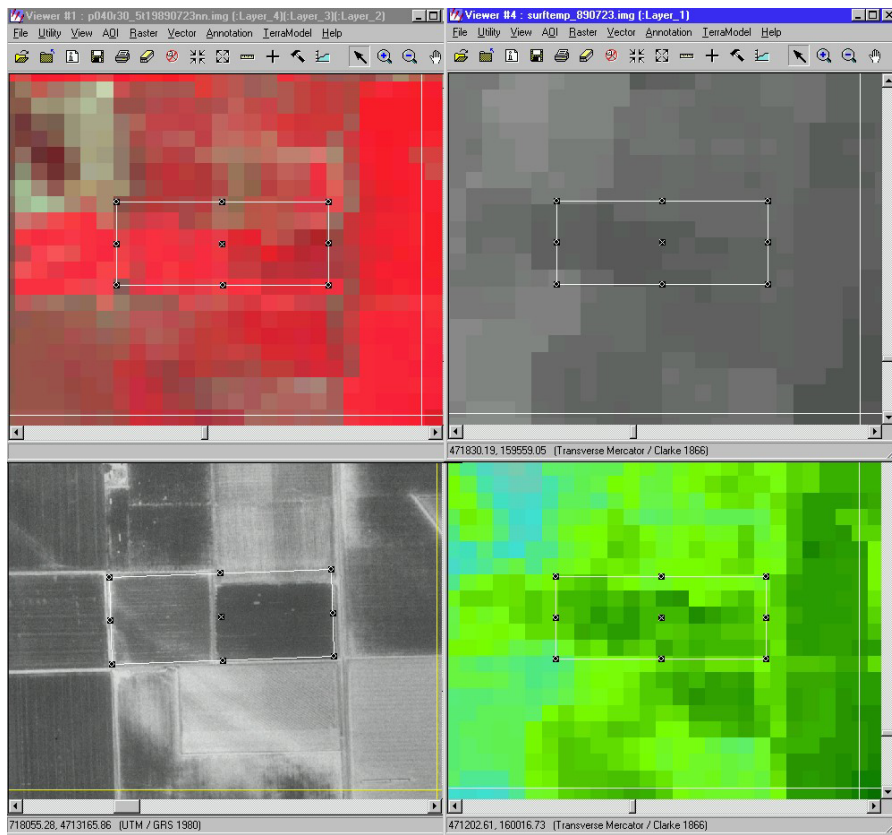 Viewer #1 : p040r30_5t19890723nn.img (:Layer_4)(:Layer_3)(:Layer_2)
File Utility View AOI Raster Vector Annotation TerraModel Help
Viewer #4 : surftemp_890723.img (:Layer_1)
File Utility View AOI Raster Vector Annotation TerraModel Help
471830.19, 159559.05 (Transverse Mercator / Clarke 1866)
718055.28, 4713165.86 (UTM / GRS 1980)
471202.61, 160016.73 (Transverse Mercator / Clarke 1866)